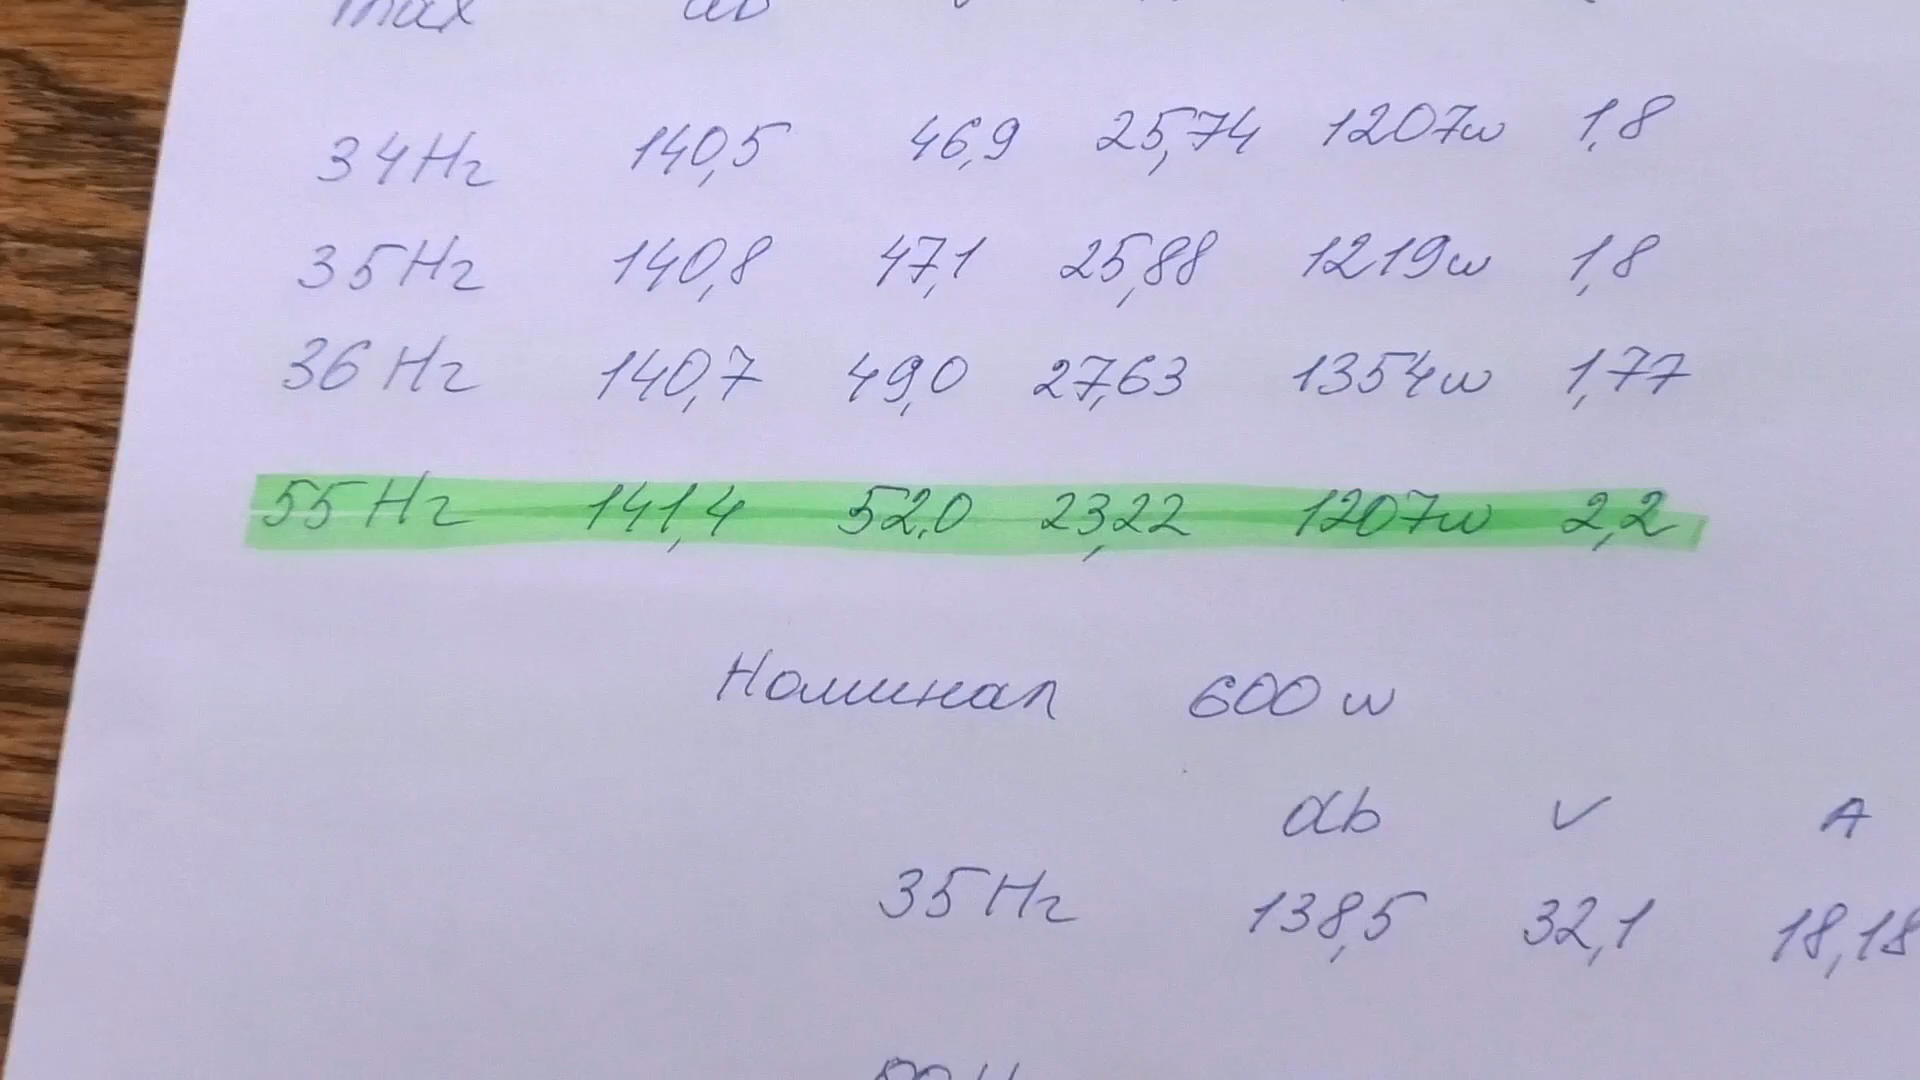 max db
34Hz 140,5 46,9 25,74 1207w 1,8
35Hz 140,8 47,1 25,88 1219w 1,8
36Hz 140,7 49,0 27,63 1354w 1,77
55Hz 141,4 52,0 23,22 1207w 2,2
Номинал 600w
db V A
35Hz 138,5 32,1 18,18